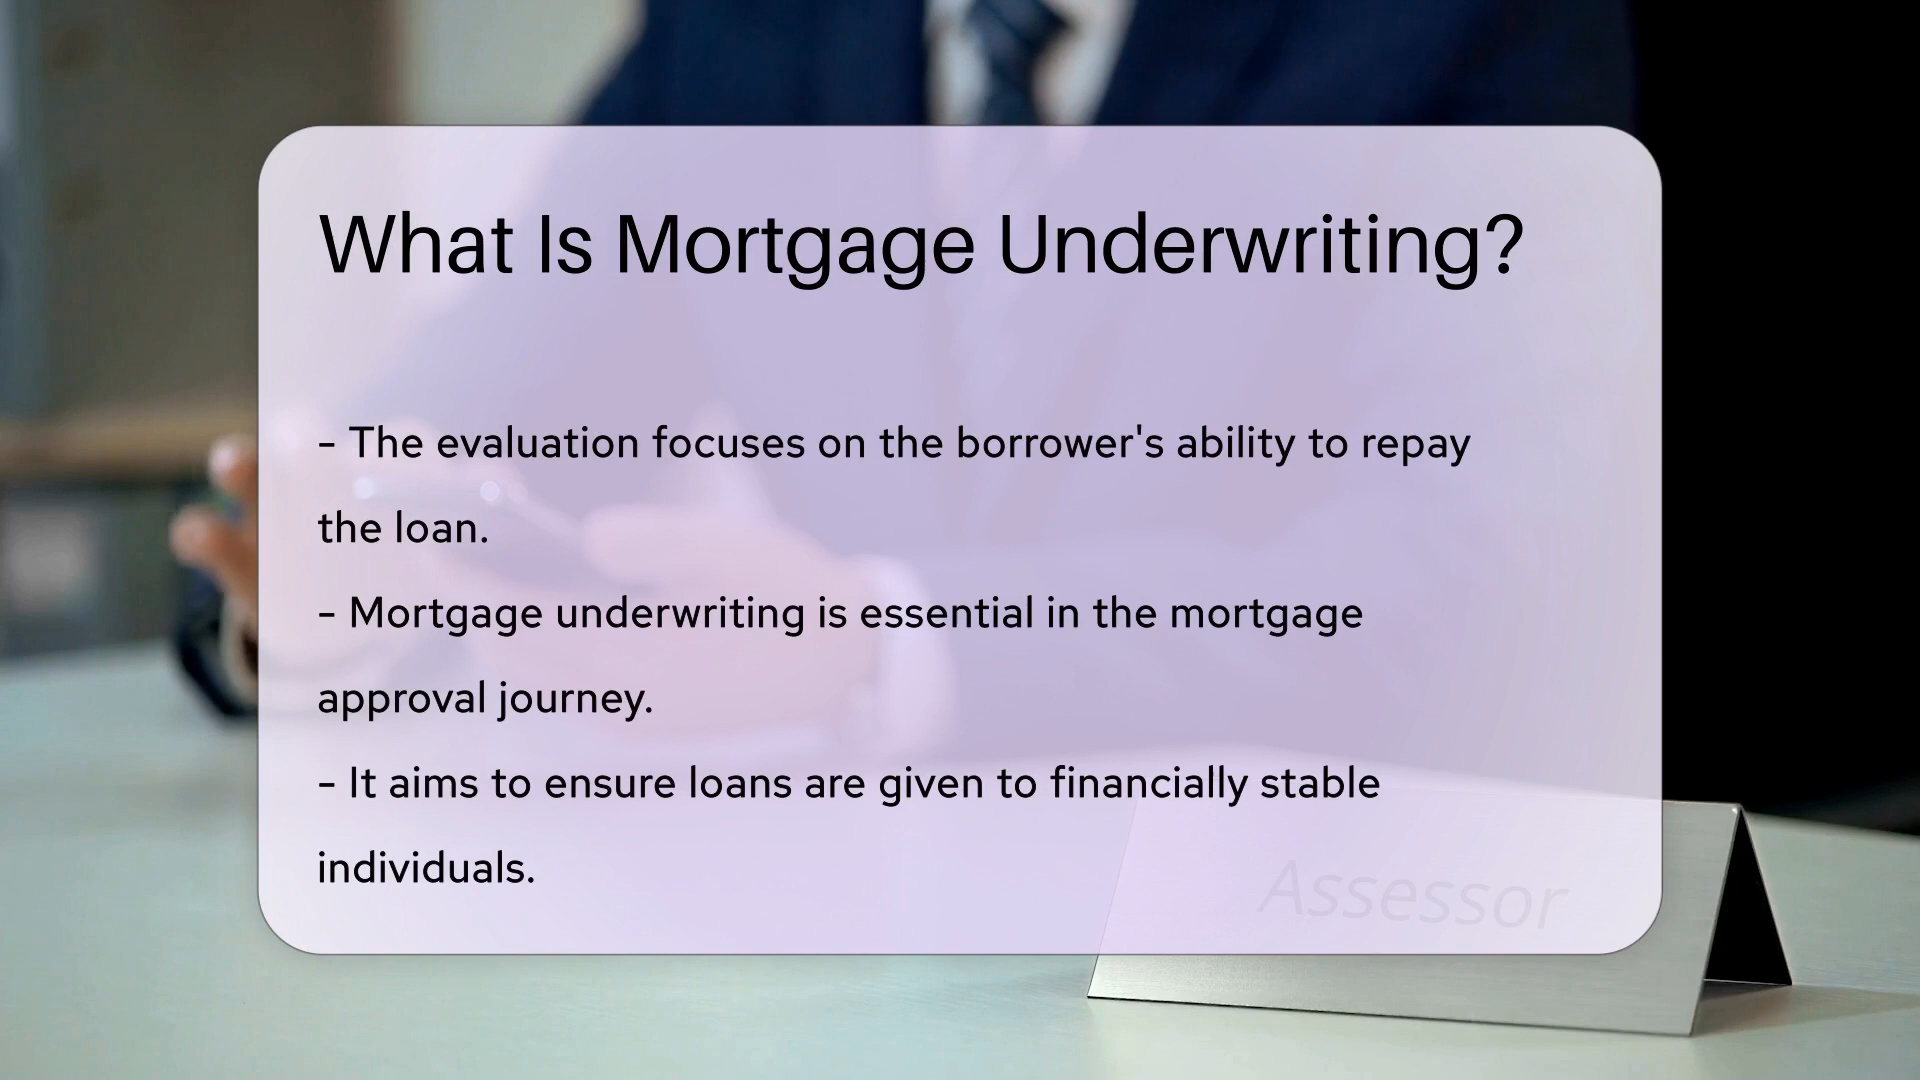 What Is Mortgage Underwriting?
- The evaluation focuses on the borrower's ability to repay
the loan.
- Mortgage underwriting is essential in the mortgage
approval journey.
- It aims to ensure loans are given to financially stable
individuals.
Assessor